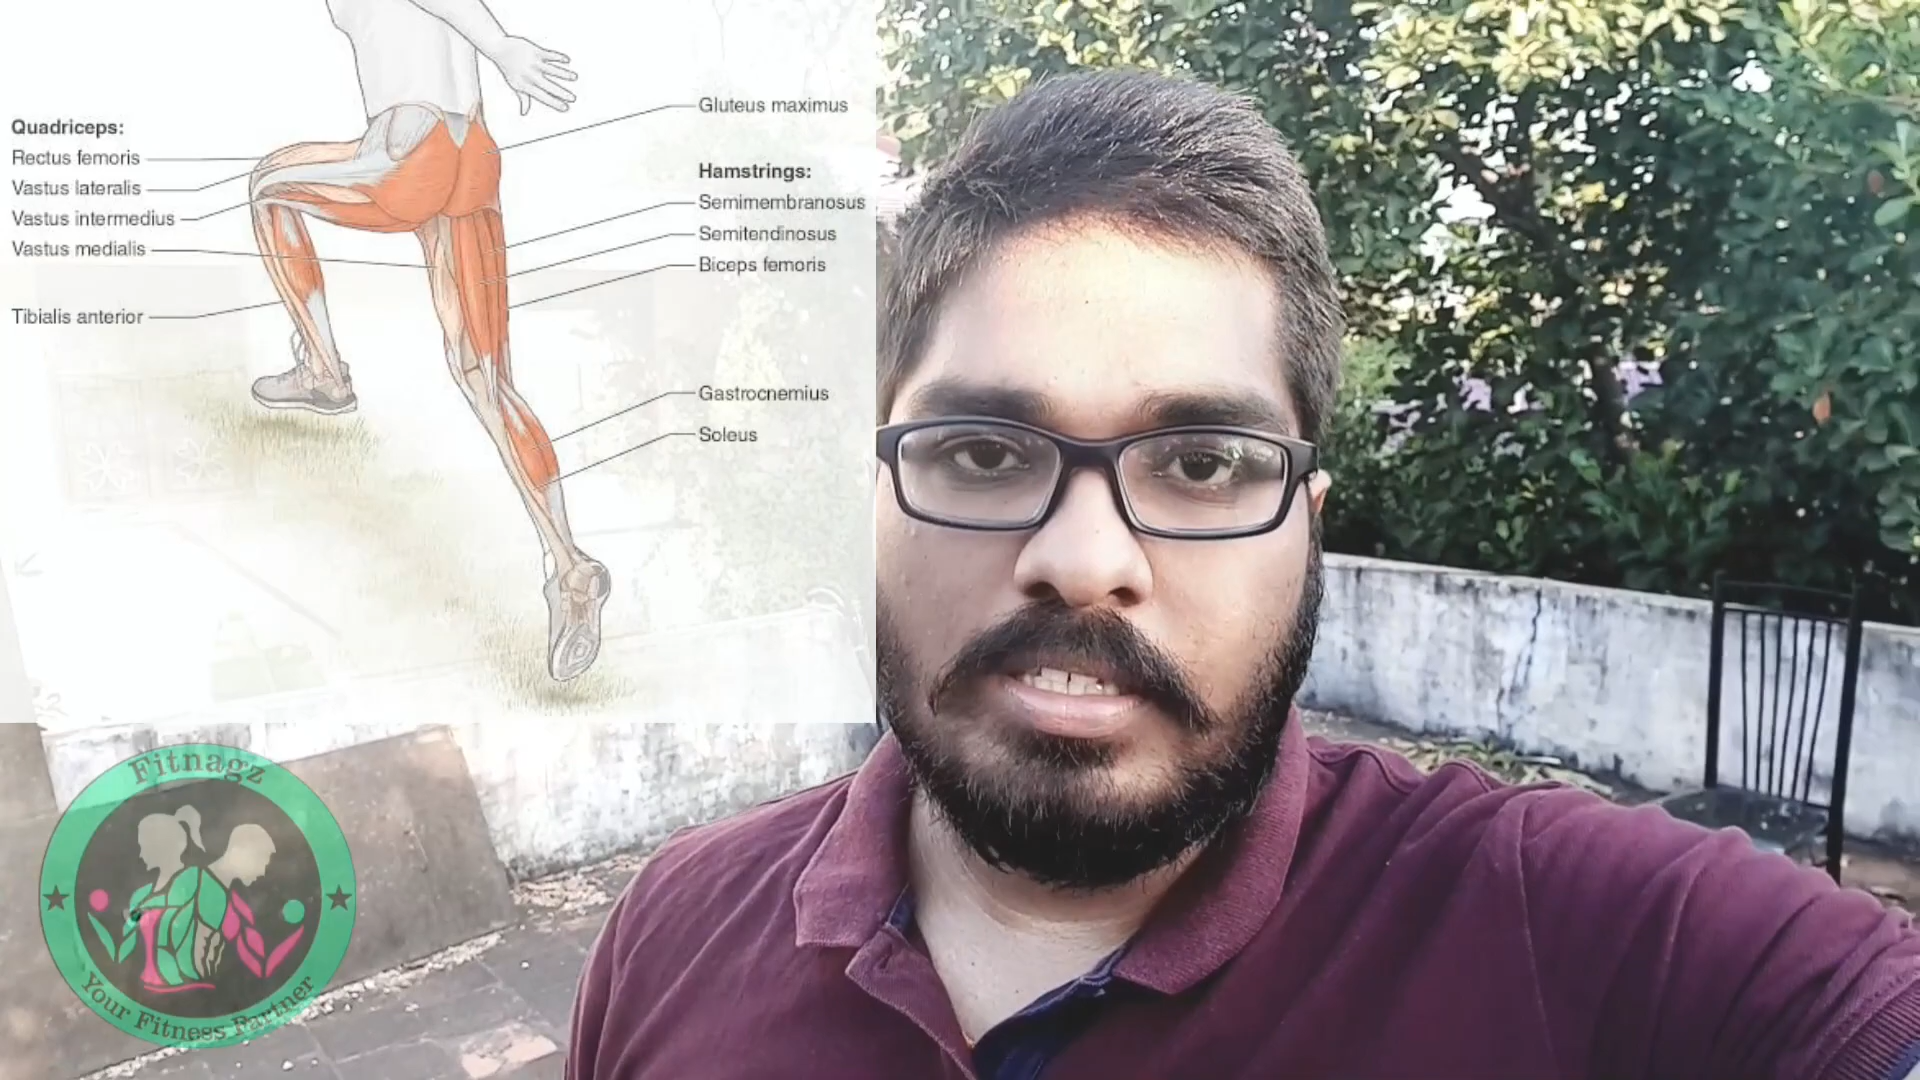 Quadriceps:
Rectus femoris
Vastus lateralis
Vastus intermedius
Vastus medialis
Tibialis anterior
Gluteus maximus
Hamstrings:
Semimembranosus
Semitendinosus
Biceps femoris
Gastrocnemius
Soleus
Fitnagz
Your Fitness Partner